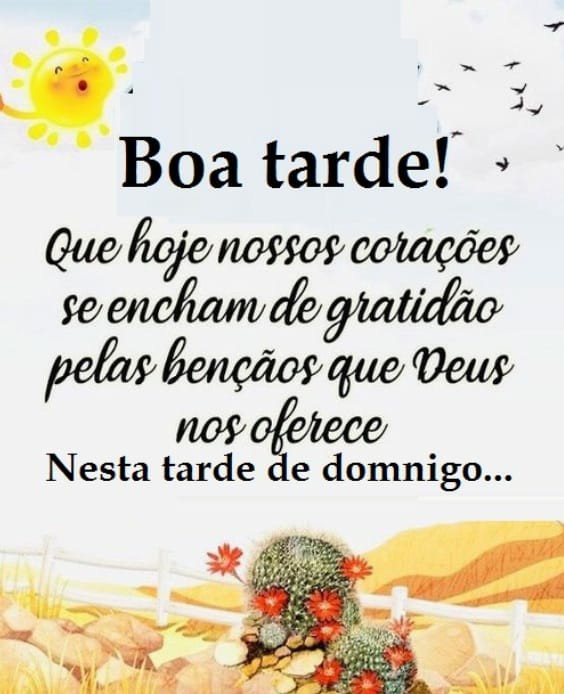 Boa tarde!
Que hoje nossos corações
se encham de gratidão
pelas bençãos que Deus
nos oferece
Nesta tarde de domnigo...